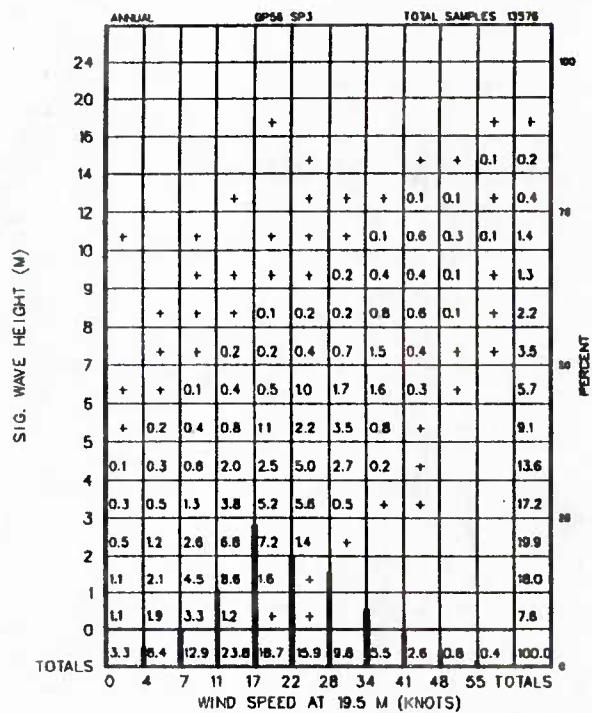 ANNUAL GP56 SP3 TOTAL SAMPLES 13576
24 100
20
+ + +
16
+ + + 0.1 0.2
14
+ + + + 0.1 0.1 + 0.4
12 70
+ + + + + 0.1 0.6 0.3 0.1 1.4
10
+ + + + 0.2 0.4 0.4 0.1 + 1.3
9
+ + + 0.1 0.2 0.2 0.8 0.6 0.1 + 2.2
8
+ + 0.2 0.2 0.4 0.7 1.5 0.4 + + 3.5
7 50
+ + 0.1 0.4 0.5 1.0 1.7 1.6 0.3 + 5.7
6
+ 0.2 0.4 0.8 1.1 2.2 3.5 0.8 + 9.1
5
0.1 0.3 0.6 2.0 2.5 5.0 2.7 0.2 + 13.6
4
0.3 0.5 1.3 3.8 5.2 5.6 0.5 + + 17.2
3
0.5 1.2 2.6 6.6 7.2 1.4 + 19.9
2
1.1 2.1 4.5 8.6 1.6 + 18.0
1
1.1 1.9 3.3 1.2 + + 7.6
0
3.3 6.4 12.9 23.8 18.7 15.9 9.6 5.5 2.6 0.6 0.4 100.0
TOTALS 0
0 4 7 11 17 22 28 34 41 48 55 TOTALS
WIND SPEED AT 19.5 M (KNOTS)
SIG. WAVE HEIGHT (M)
PERCENT